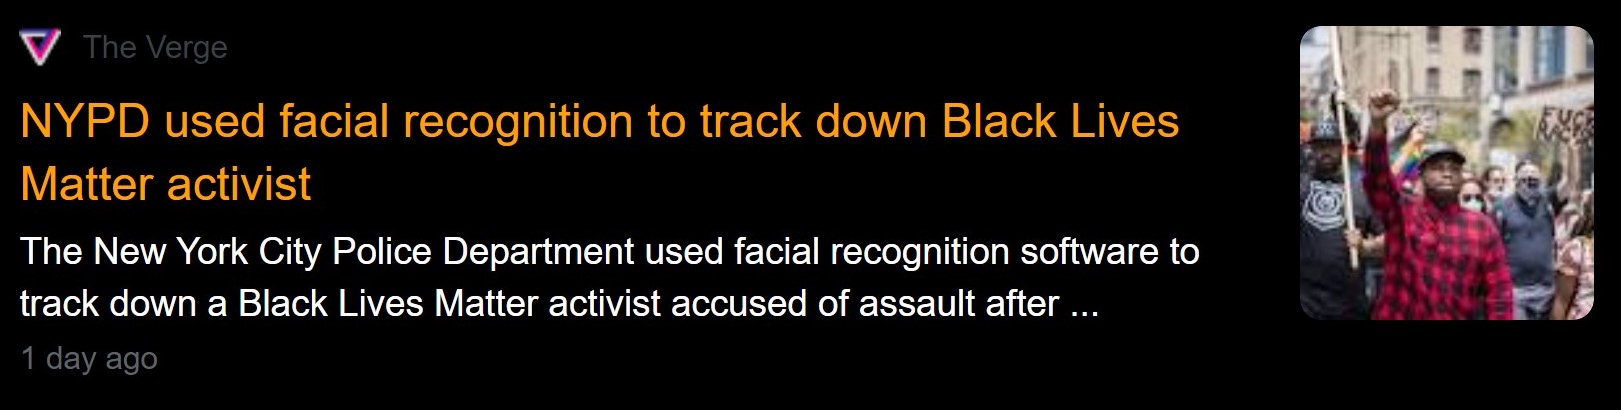 The Verge
NYPD used facial recognition to track down Black Lives
Matter activist
The New York City Police Department used facial recognition software to
track down a Black Lives Matter activist accused of assault after ...
1 day ago